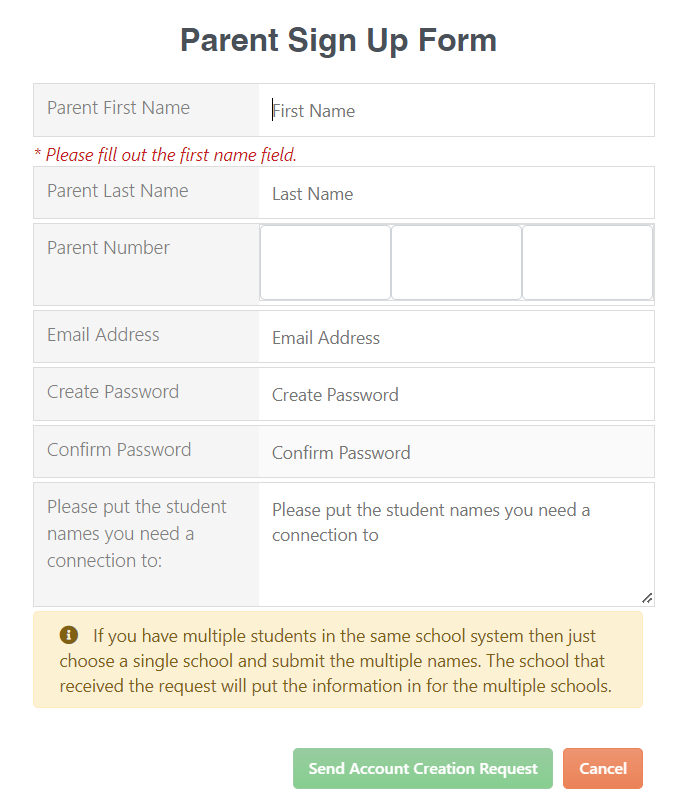 Parent Sign Up Form
Parent First Name
First Name
* Please fill out the first name field.
Parent Last Name
Last Name
Parent Number
Email Address
Email Address
Create Password
Create Password
Confirm Password
Confirm Password
Please put the student
names you need a
connection to:
Please put the student names you need a
connection to
If you have multiple students in the same school system then just
choose a single school and submit the multiple names. The school that
received the request will put the information in for the multiple schools.
Send Account Creation Request
Cancel